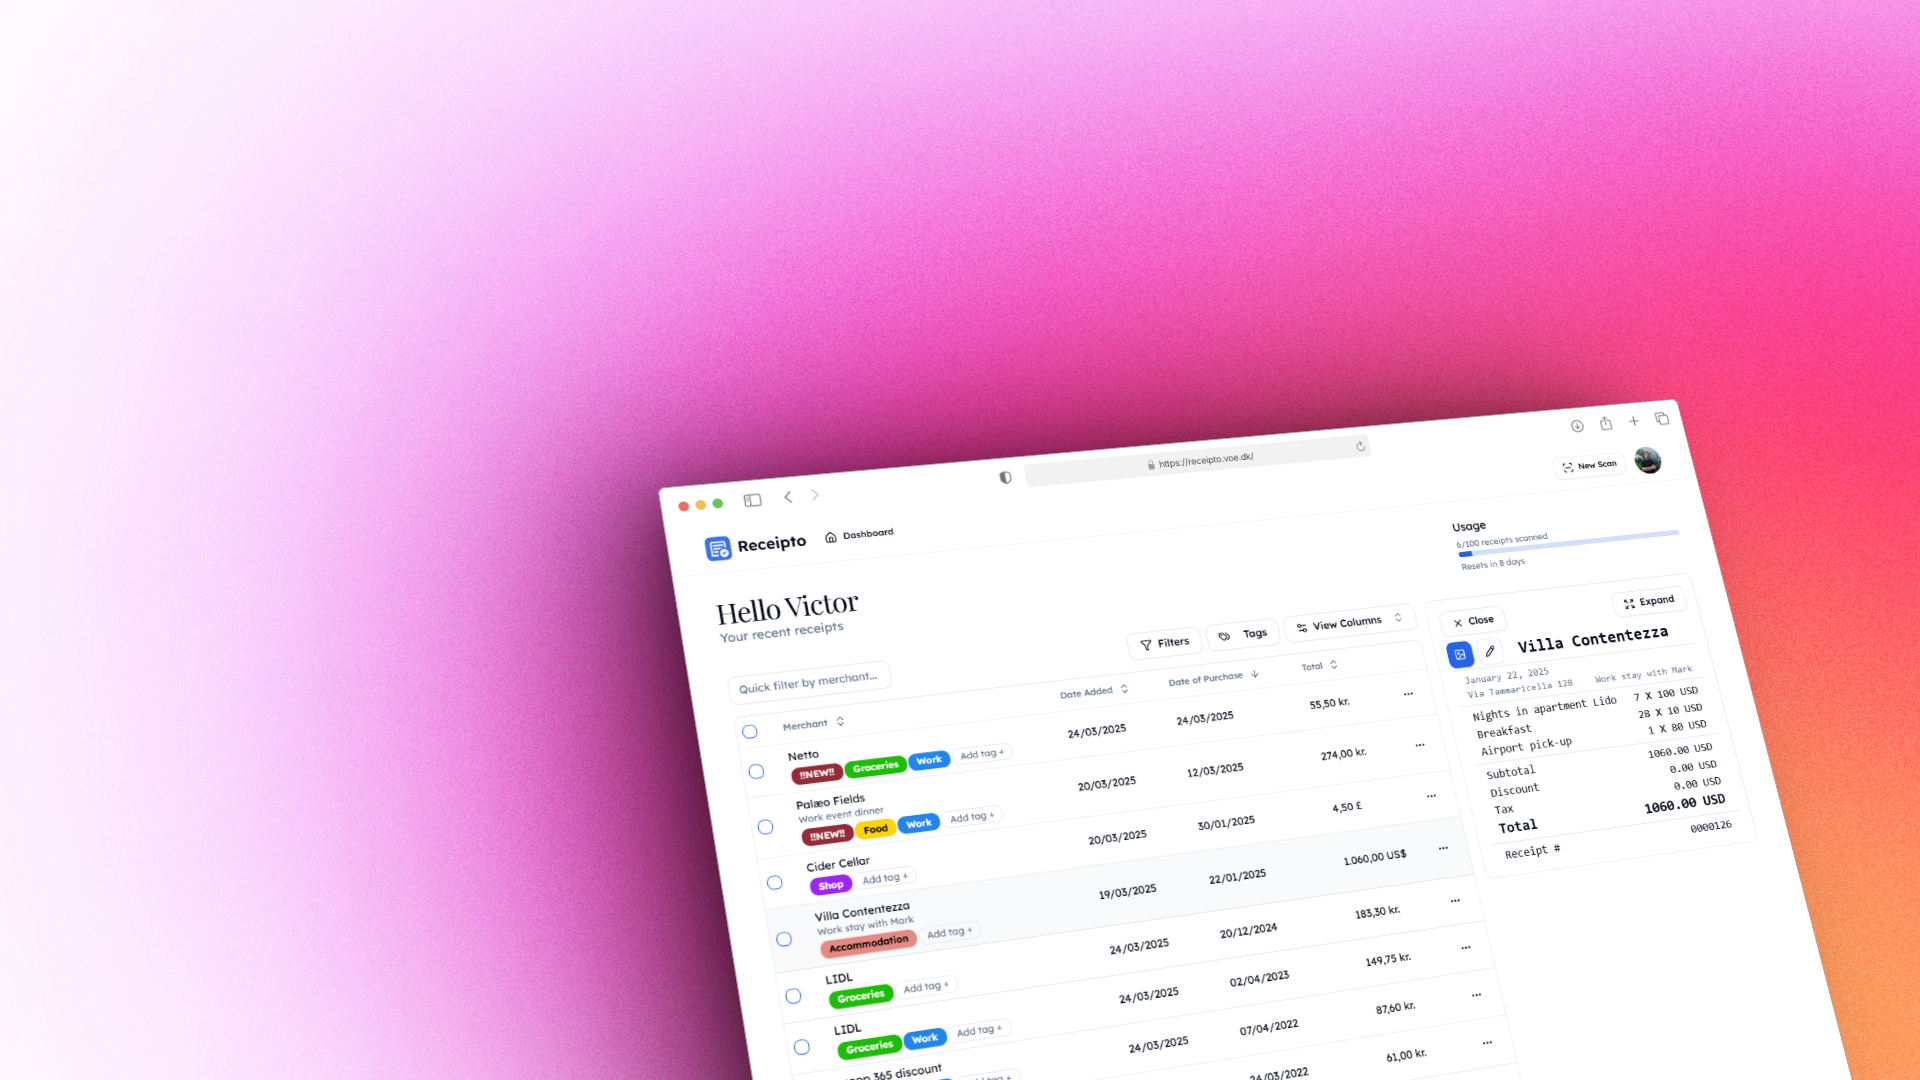 https://receipto.voe.dk/
New Scan
Receipto
Dashboard
Usage
6/100 receipts scanned
Resets in 8 days
Hello Victor
Your recent receipts
Quick filter by merchant...
Filters
Tags
View Columns
Merchant Date Added Date of Purchase Total
Netto 24/03/2025 24/03/2025 55,50 kr.
!!NEW!! Groceries Work Add tag +
Palæo Fields 20/03/2025 12/03/2025 274,00 kr.
Work event dinner
!!NEW!! Food Work Add tag +
Cider Cellar 20/03/2025 30/01/2025 4,50 £
Shop Add tag +
Villa Contentezza 19/03/2025 22/01/2025 1.060,00 US$
Work stay with Mark
Accommodation Add tag +
LIDL 24/03/2025 20/12/2024 183,30 kr.
Groceries Add tag +
LIDL 24/03/2025 02/04/2023 149,75 kr.
Groceries Work Add tag +
365 discount 24/03/2025 07/04/2022 87,60 kr.
tag +
24/03/2022 61,00 kr.
Close
Expand
Villa Contentezza
January 22, 2025
Via Tammaricella 128 Work stay with Mark
Nights in apartment Lido 7 X 100 USD
Breakfast 28 X 10 USD
Airport pick-up 1 X 80 USD
Subtotal 1060.00 USD
Discount 0.00 USD
Tax 0.00 USD
Total 1060.00 USD
Receipt # 0000126